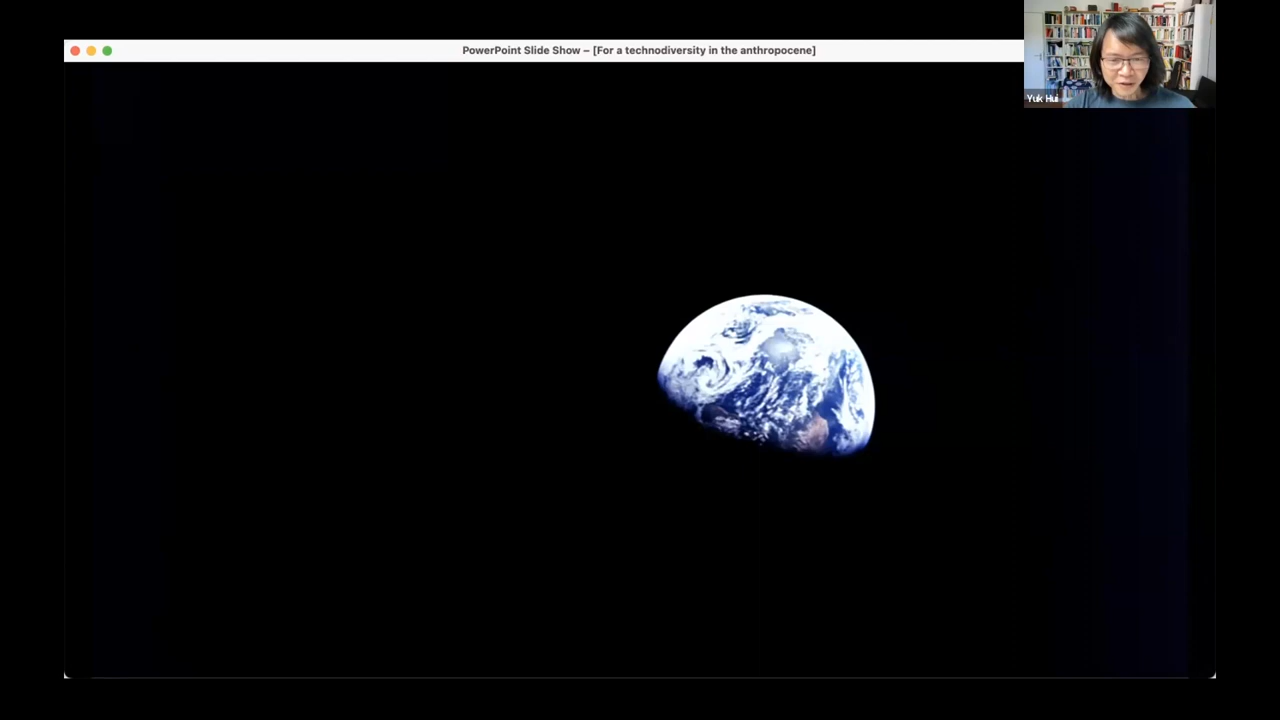 PowerPoint Slide Show – [For a technodiversity in the anthropocene]
Yuk Hui